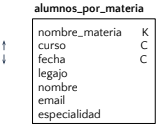 alumnos_por_materia
nombre_materia K
↑ curso C
↓ fecha C
legajo
nombre
email
especialidad